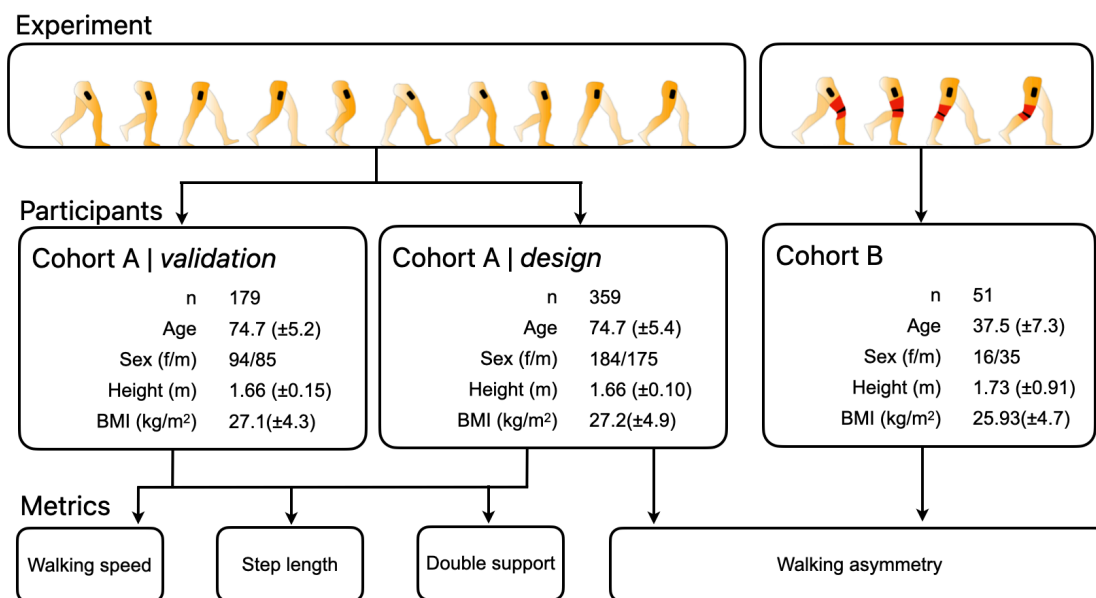 Experiment
Participants
Cohort A | validation
n 179
Age 74.7 (±5.2)
Sex (f/m) 94/85
Height (m) 1.66 (±0.15)
BMI (kg/m²) 27.1(±4.3)
Cohort A | design
n 359
Age 74.7 (±5.4)
Sex (f/m) 184/175
Height (m) 1.66 (±0.10)
BMI (kg/m²) 27.2(±4.9)
Cohort B
n 51
Age 37.5 (±7.3)
Sex (f/m) 16/35
Height (m) 1.73 (±0.91)
BMI (kg/m²) 25.93(±4.7)
Metrics
Walking speed
Step length
Double support
Walking asymmetry